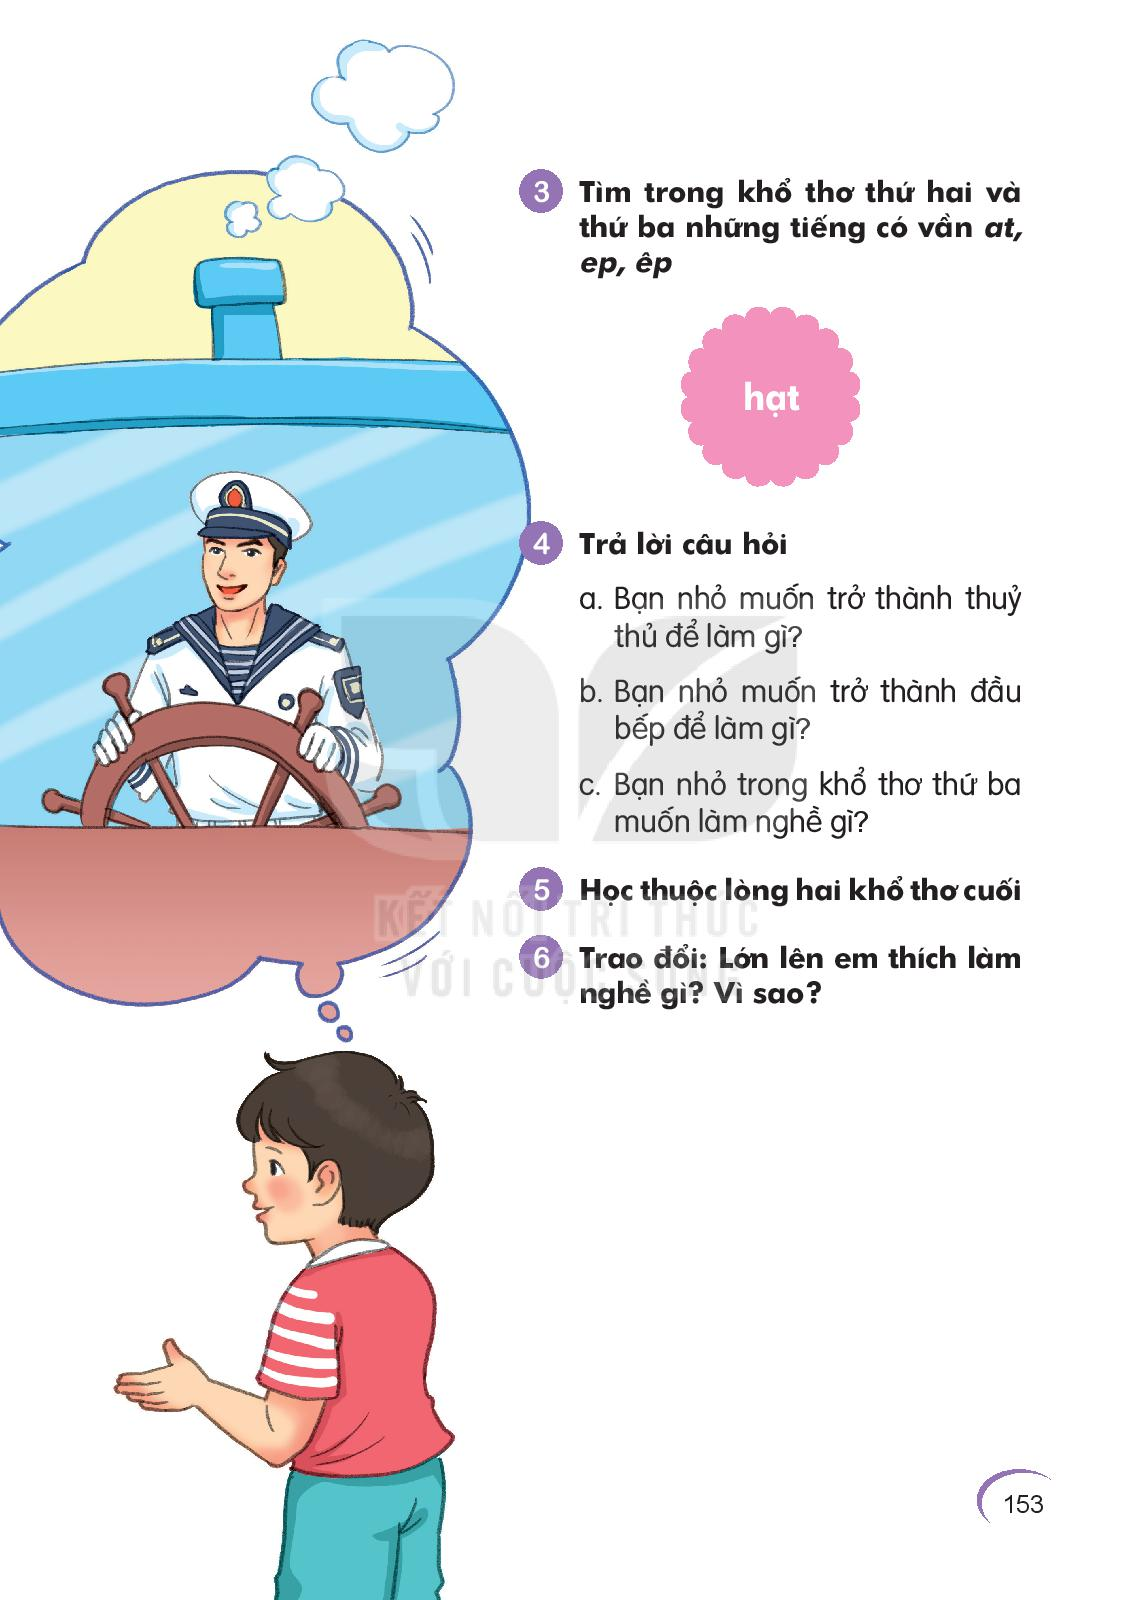 3 Tìm trong khổ thơ thứ hai và
thứ ba những tiếng có vần at,
ep, êp
hạt
4 Trả lời câu hỏi
a. Bạn nhỏ muốn trở thành thuỷ
thủ để làm gì?
b. Bạn nhỏ muốn trở thành đầu
bếp để làm gì?
c. Bạn nhỏ trong khổ thơ thứ ba
muốn làm nghề gì?
5 Học thuộc lòng hai khổ thơ cuối
KẾT NỐI TRI THỨC
6 Trao đổi: Lớn lên em thích làm
VỚI CUỘC SỐNG
nghề gì? Vì sao?
153